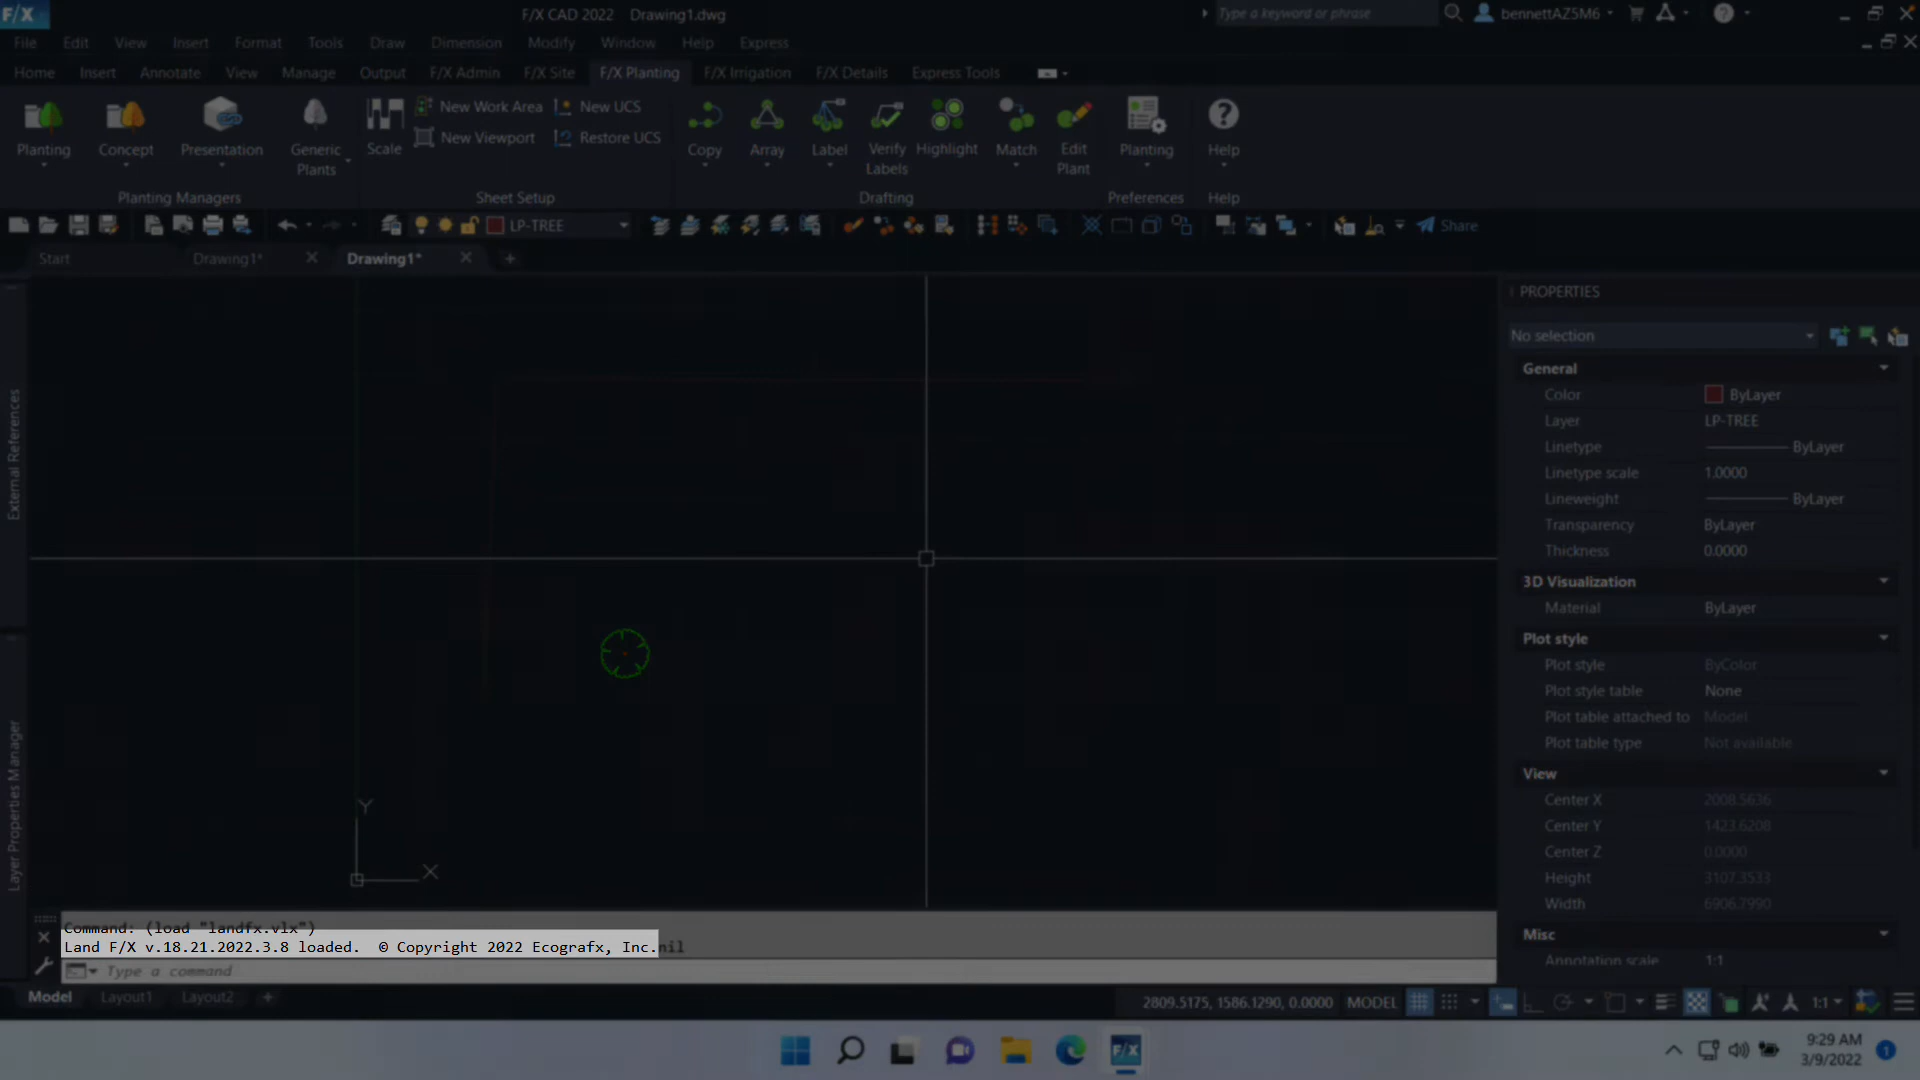 F/X
F/X CAD 2022 Drawing1.dwg
Type a keyword or phrase
bennettAZSM6
File Edit View Insert Format Tools Draw Dimension Modify Window Help Express
Home Insert Annotate View Manage Output F/X Admin F/X Site F/X Planting F/X Irrigation F/X Details Express Tools
Planting
Concept
Presentation
Generic
Plants
Scale
New Work Area
New UCS
New Viewport
Restore UCS
Copy
Array
Label
Verify
Labels
Highlight
Match
Edit
Plant
Planting
Help
Planting Managers
Sheet Setup
Drafting
Preferences
Help
LP-TREE
Share
Start
Drawing1*
Drawing1*
External References
Layer Properties Manager
PROPERTIES
No selection
General
Color ByLayer
Layer LP-TREE
Linetype ByLayer
Linetype scale 1.0000
Lineweight ByLayer
Transparency ByLayer
Thickness 0.0000
3D Visualization
Material ByLayer
Plot style
Plot style ByColor
Plot style table None
Plot table attached to Model
Plot table type Not available
View
Center X 2008.5636
Center Y 1423.6208
Center Z 0.0000
Height 3107.3533
Width 6906.7990
Misc
Annotation scale 1:1
Y
X
Command: (load "landfx.vlx")
Land F/X v.18.21.2022.3.8 loaded. © Copyright 2022 Ecografx, Inc.nil
Type a command
Model Layout1 Layout2
2809.5175, 1586.1290, 0.0000 MODEL
1:1
F/X
9:29 AM
3/9/2022
1